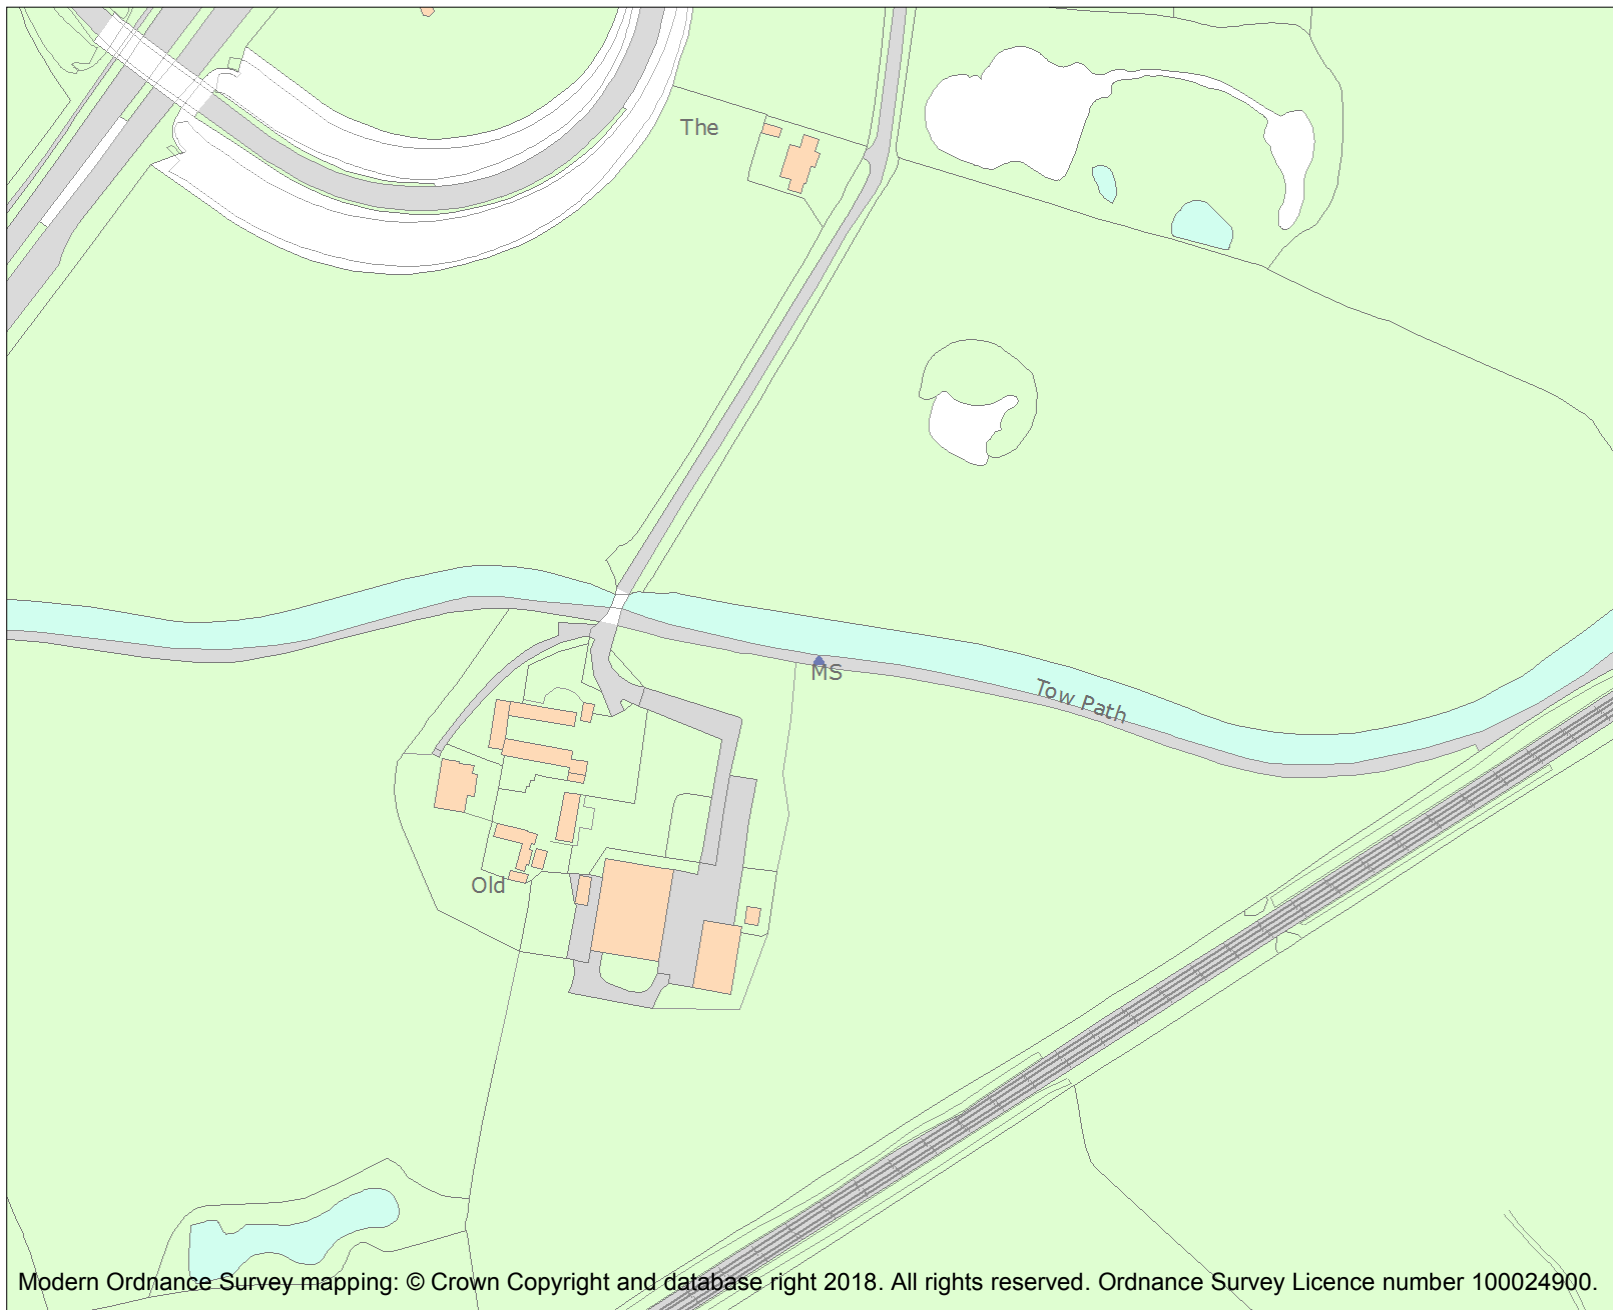 The
MS
Tow Path
Old
Modern Ordnance Survey mapping: © Crown Copyright and database right 2018. All rights reserved. Ordnance Survey Licence number 100024900.